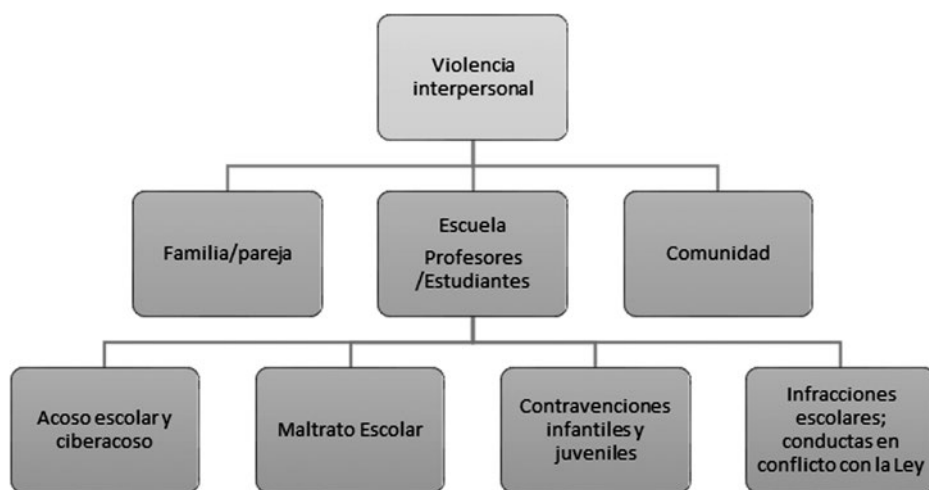 Violencia
interpersonal
Familia/pareja
Escuela
Profesores
/Estudiantes
Comunidad
Acoso escolar y
ciberacoso
Maltrato Escolar
Contravenciones
infantiles y
juveniles
Infracciones
escolares;
conductas en
conflicto con la Ley